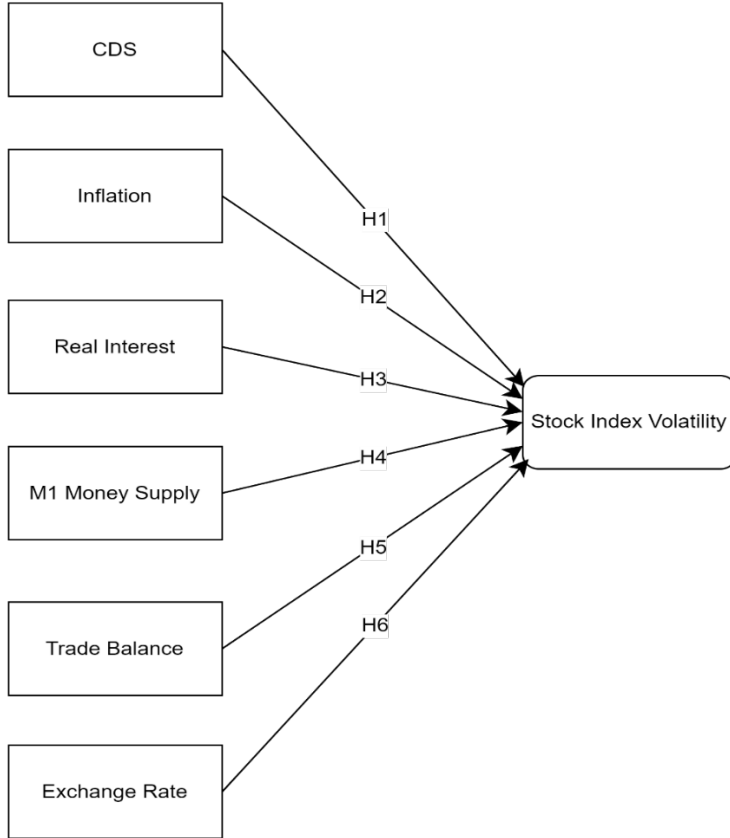 CDS
H1
Inflation
H2
Real Interest
H3
Stock Index Volatility
H4
M1 Money Supply
H5
Trade Balance
H6
Exchange Rate